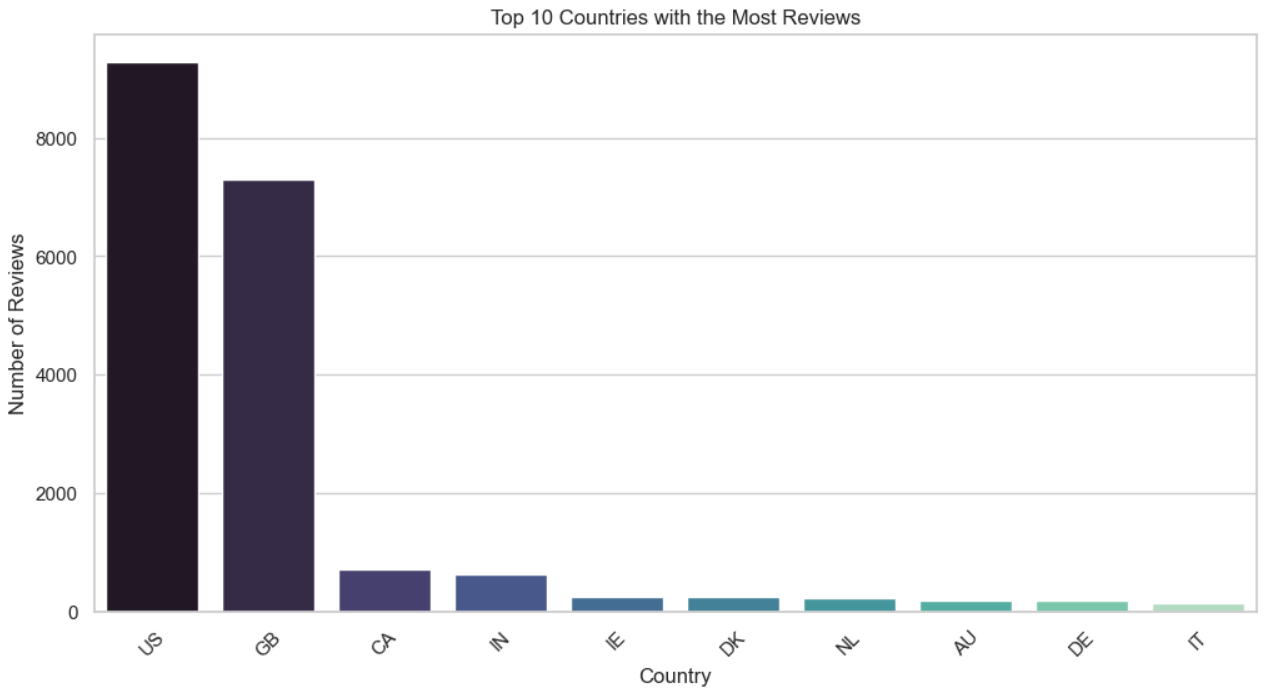 Top 10 Countries with the Most Reviews
Number of Reviews
8000
6000
4000
2000
0
US
GB
CA
IN
IE
DK
NL
AU
DE
IT
Country